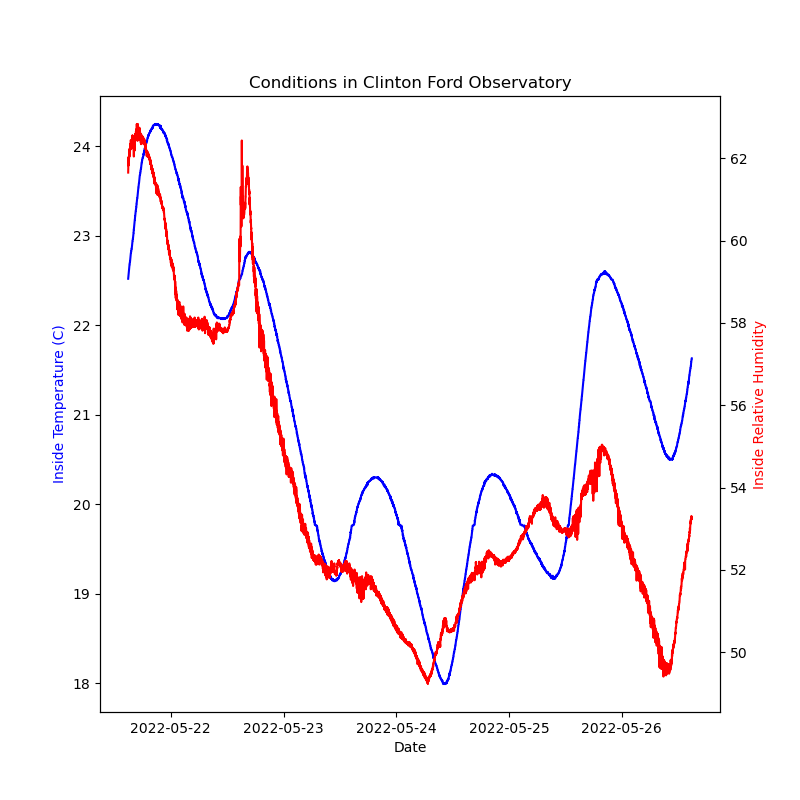 Conditions in Clinton Ford Observatory
24
23
22
21
20
19
18
Inside Temperature (C)
62
60
58
56
54
52
50
Inside Relative Humidity
2022-05-22 2022-05-23 2022-05-24 2022-05-25 2022-05-26
Date